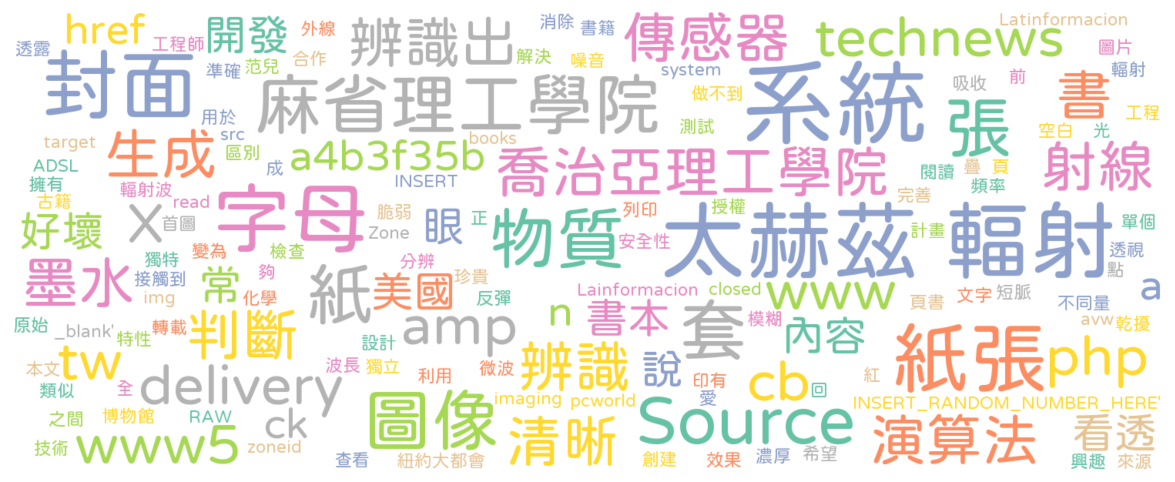 href
工程師
開發
外線
辨識出
消除
書籍
傳感器
technews
Latinformacion
圖片
透露
準確
范兒
合作
解決
噪音
system
輻射
封面
麻省理工學院
做不到
系統
吸收
前
書
用於
src
測試
張
空白
光
工程
target
生成
區別
a4b3f35b
books
喬治亞理工學院
閱讀
疊
頁
射線
ADSL
擁有
輻射波
成
INSERT
完善
頻率
古籍
read
字母
脆弱
正
列印
授權
好壞
X
首圖
Zone
眼
物質
安全性
太赫茲
計畫
輻射
單個
獨特
變為
檢查
透視
墨水
接觸到
常
夠
紙
分辨
珍貴
點
img
化學
美國
反彈
Lainformacion
closed
www
短脈
不同量
a
原始
_blank'
特性
轉載
判斷
amp
n
書本
套
模糊
頁書
文字
avw
乾擾
設計
內容
本文
tw
波長
獨立
微波
辨識
說
紙張
php
類似
全
delivery
利用
印有
cb
回
紅
之間
博物館
RAW
ck
圖像
imaging
pcworld
愛
INSERT_RANDOM_NUMBER_HERE'
技術
www5
zoneid
清晰
Source
演算法
看透
查看
紐約大都會
創建
效果
濃厚
希望
興趣
來源